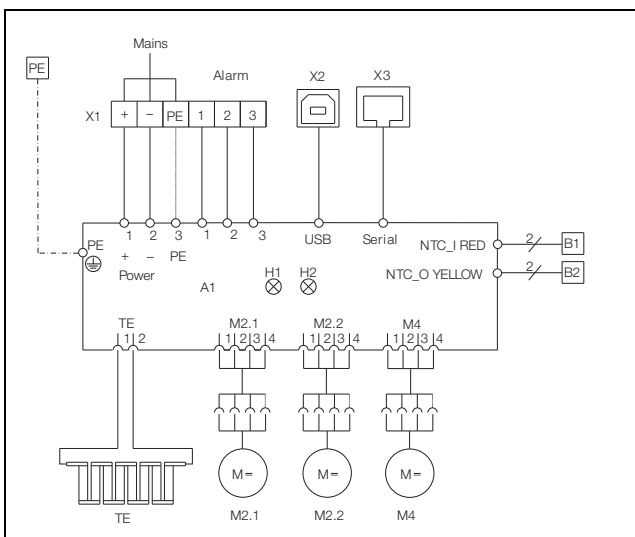 Mains
PE
Alarm
X2
X3
X1
+ − PE 1 2 3
1 2 3 1 2 3
USB
Serial
PE
+ − PE
Power
NTC_I RED
2
B1
NTC_O YELLOW
2
B2
A1
H1
H2
TE
1 2
M2.1
1 2 3 4
M2.2
1 2 3 4
M4
1 2 3 4
M=
M=
M=
TE
M2.1
M2.2
M4